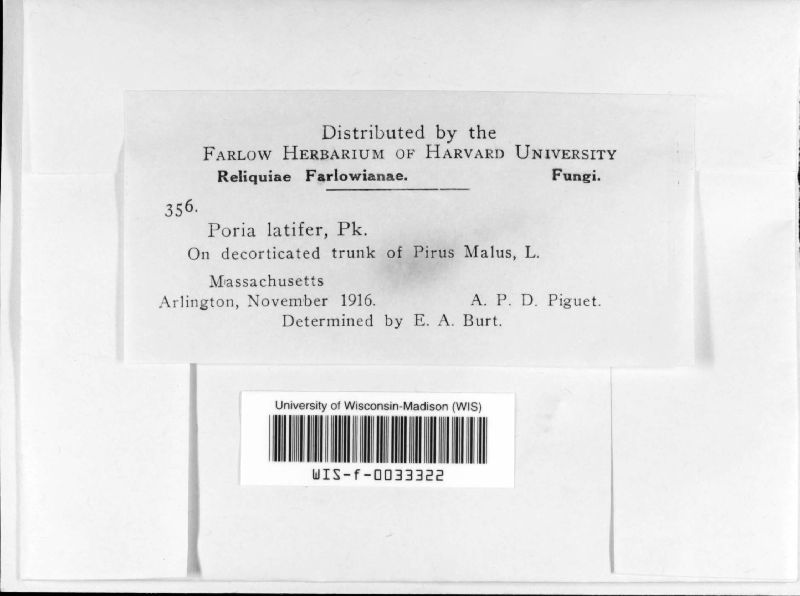 Distributed by the
FARLOW HERBARIUM OF HARVARD UNIVERSITY
Reliquiae Farlowianae. Fungi.
356.
Poria latifer, Pk.
On decorticated trunk of Pirus Malus, L.
Massachusetts
Arlington, November 1916. A. P. D. Piguet.
Determined by E. A. Burt.
University of Wisconsin-Madison (WIS)
WIS-f-0033322